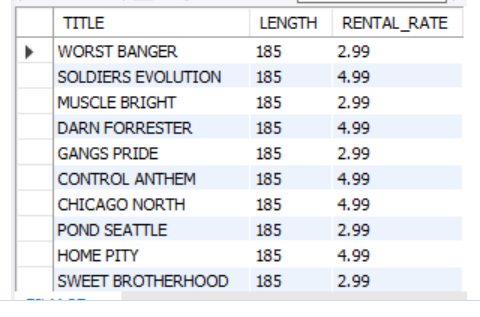 TITLE LENGTH RENTAL_RATE
WORST BANGER 185 2.99
SOLDIERS EVOLUTION 185 4.99
MUSCLE BRIGHT 185 2.99
DARN FORRESTER 185 4.99
GANGS PRIDE 185 2.99
CONTROL ANTHEM 185 4.99
CHICAGO NORTH 185 4.99
POND SEATTLE 185 2.99
HOME PITY 185 4.99
SWEET BROTHERHOOD 185 2.99